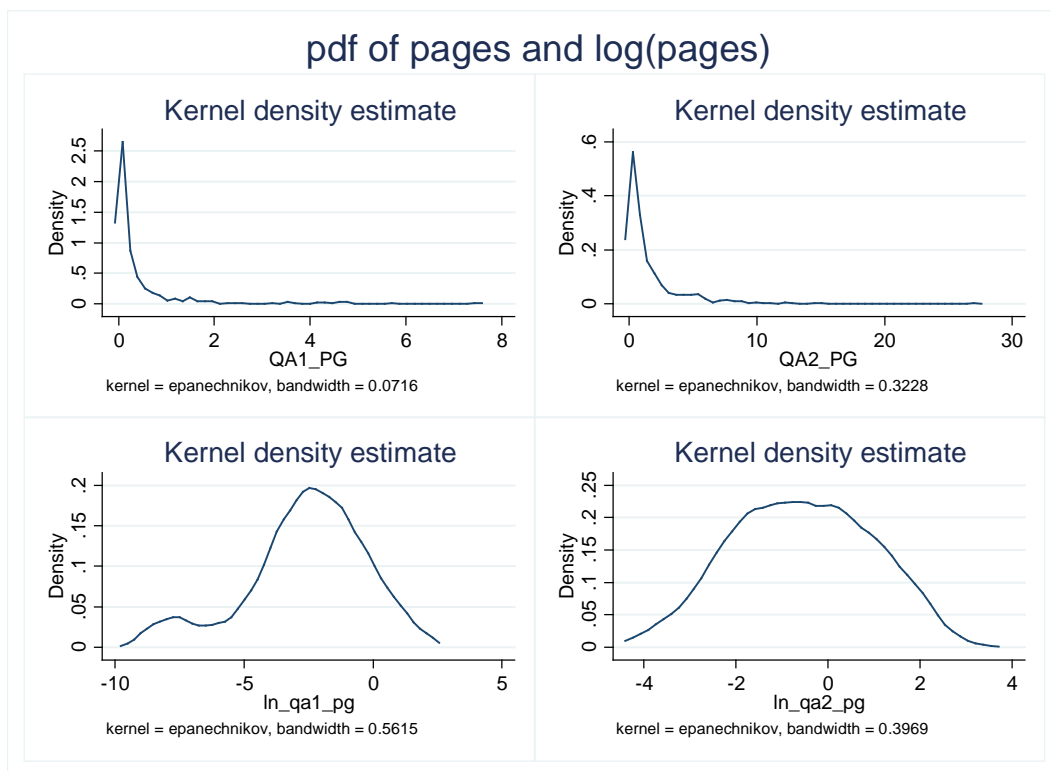 pdf of pages and log(pages)
Kernel density estimate
Density
0
.5
1
1.5
2
2.5
0 2 4 6 8
QA1_PG
kernel = epanechnikov, bandwidth = 0.0716
Kernel density estimate
Density
0
.2
.4
.6
0 10 20 30
QA2_PG
kernel = epanechnikov, bandwidth = 0.3228
Kernel density estimate
Density
0
.05
.1
.15
.2
-10 -5 0 5
ln_qa1_pg
kernel = epanechnikov, bandwidth = 0.5615
Kernel density estimate
Density
0
.05
.1
.15
.2
.25
-4 -2 0 2 4
ln_qa2_pg
kernel = epanechnikov, bandwidth = 0.3969